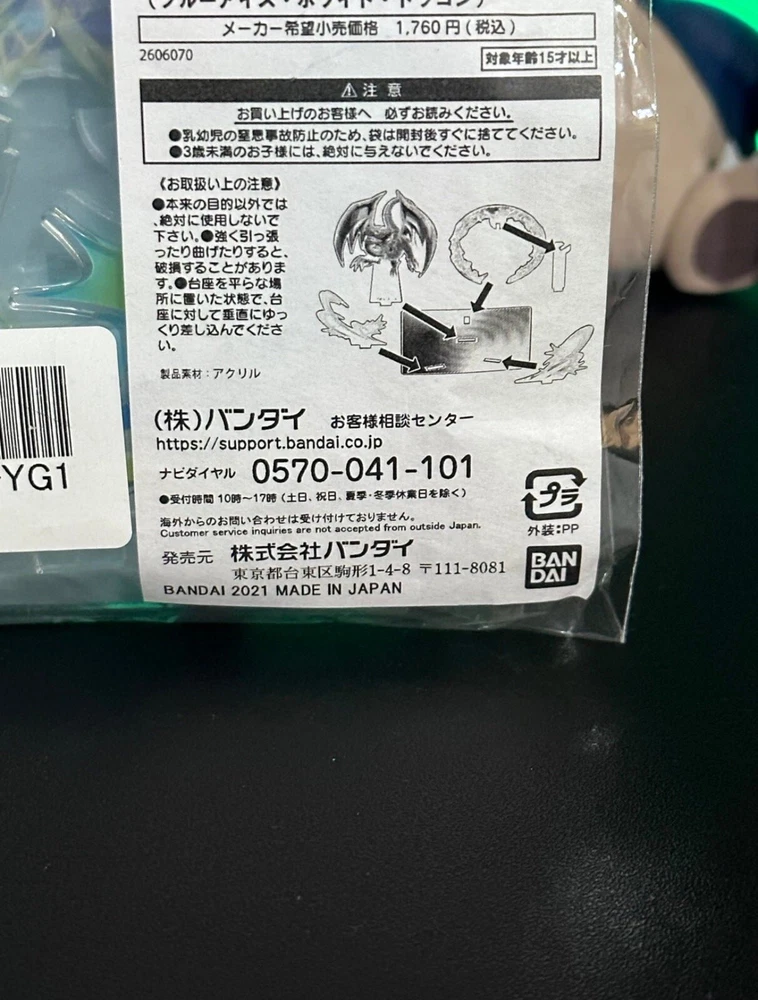 (ブルーアイズ・ホワイト・ドラゴン)
メーカー希望小売価格 1,760円(税込)
2606070
対象年齢15才以上
⚠注意
お買い上げのお客様へ 必ずお読みください。
●乳幼児の窒息事故防止のため、袋は開封後すぐに捨ててください。
●3歳未満のお子様には、絶対に与えないでください。
《お取扱い上の注意》
●本来の目的以外では
、絶対に使用しないで
下さい。●強く引っ張
ったり曲げたりすると、
破損することがありま
す。●台座を平らな場
所に置いた状態で、台
座に対して垂直にゆっ
くり差し込んでくださ
い。
製品素材:アクリル
(株)バンダイ お客様相談センター
https://support.bandai.co.jp
ナビダイヤル 0570-041-101
●受付時間 10時~17時 (土日、祝日、夏季・冬季休業日を除く)
海外からのお問い合わせは受け付けておりません。
Customer service inquiries are not accepted from outside Japan.
発売元 株式会社バンダイ
東京都台東区駒形1-4-8 〒111-8081
BANDAI 2021 MADE IN JAPAN
プラ
外装:PP
BAN
DAI
YG1